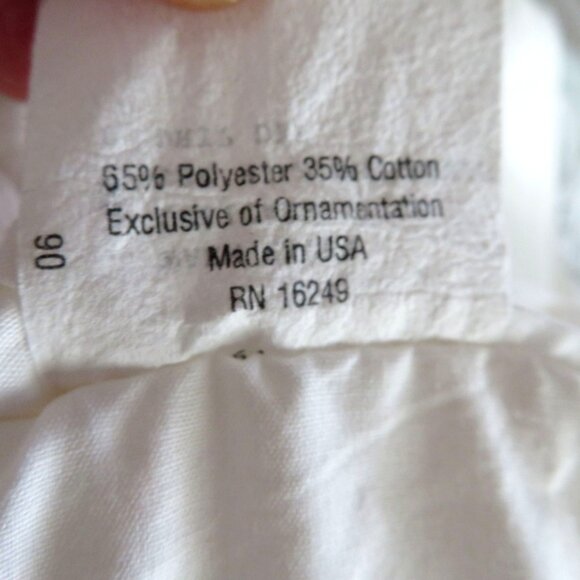 65% Polyester 35% Cotton
Exclusive of Ornamentation
Made in USA
RN 16249
06